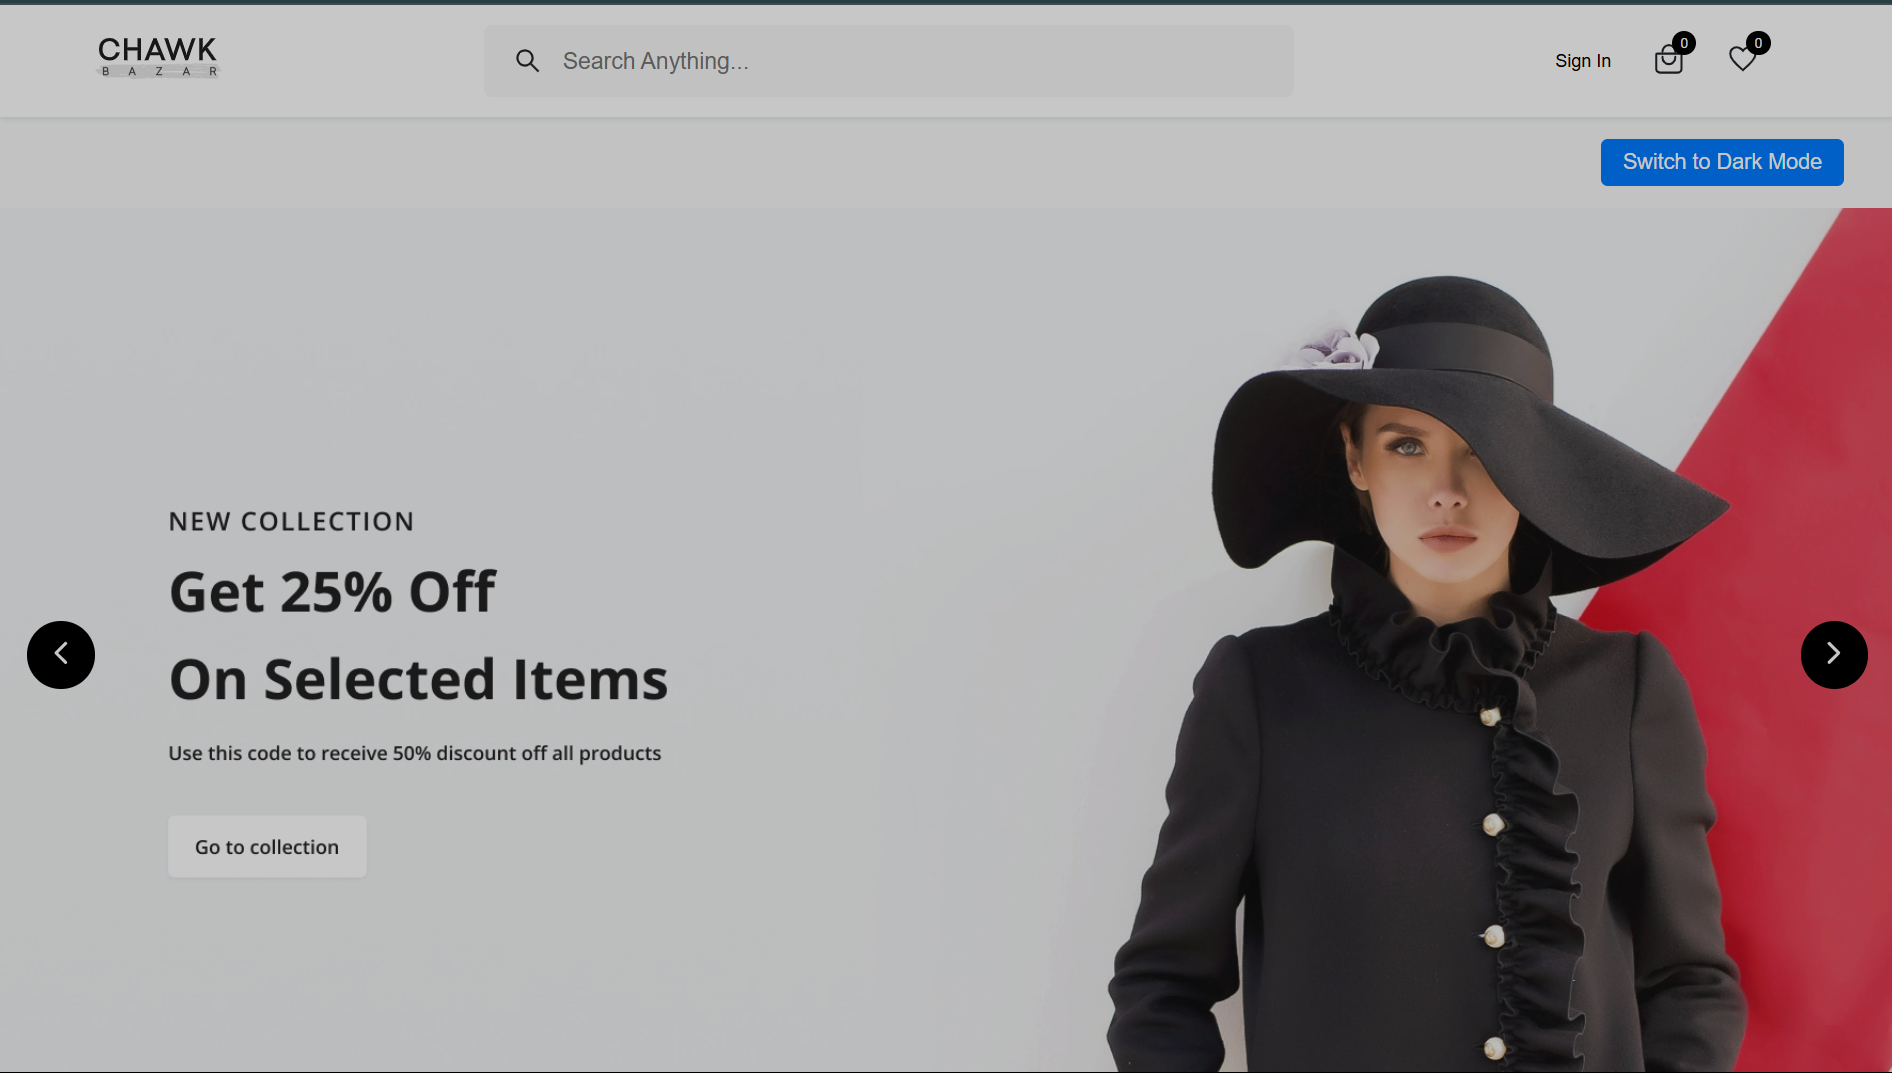 CHAWK
BAZAR
Search Anything...
Sign In
0
0
Switch to Dark Mode
NEW COLLECTION
Get 25% Off
On Selected Items
Use this code to receive 50% discount off all products
Go to collection